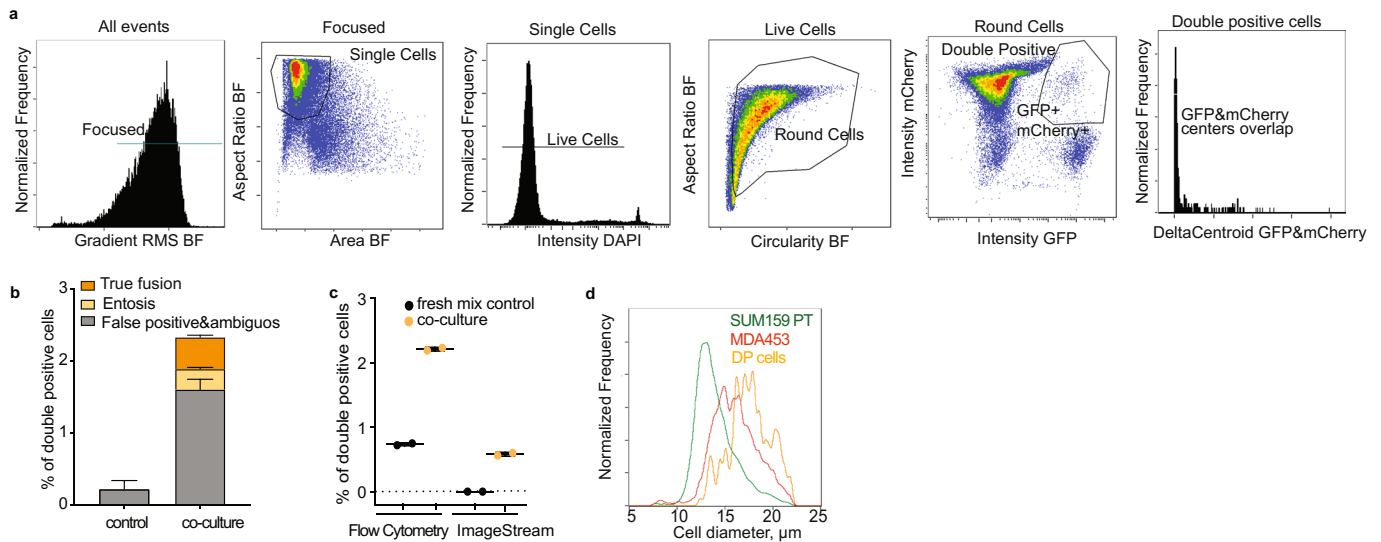 a
All events
Normalized Frequency
Focused
Gradient RMS BF
Focused
Aspect Ratio BF
Single Cells
Area BF
Single Cells
Normalized Frequency
Live Cells
Intensity DAPI
Live Cells
Aspect Ratio BF
Round Cells
Circularity BF
Round Cells
Intensity mCherry
Double Positive
GFP+
mCherry+
Intensity GFP
Double positive cells
Normalized Frequency
GFP&mCherry
centers overlap
DeltaCentroid GFP&mCherry
b
% of double positive cells
3
2
1
0
True fusion
Entosis
False positive&ambiguos
control
co-culture
c
% of double positive cells
3
2
1
0
fresh mix control
co-culture
Flow Cytometry
ImageStream
d
Normalized Frequency
SUM159 PT
MDA453
DP cells
5 10 15 20 25
Cell diameter, µm